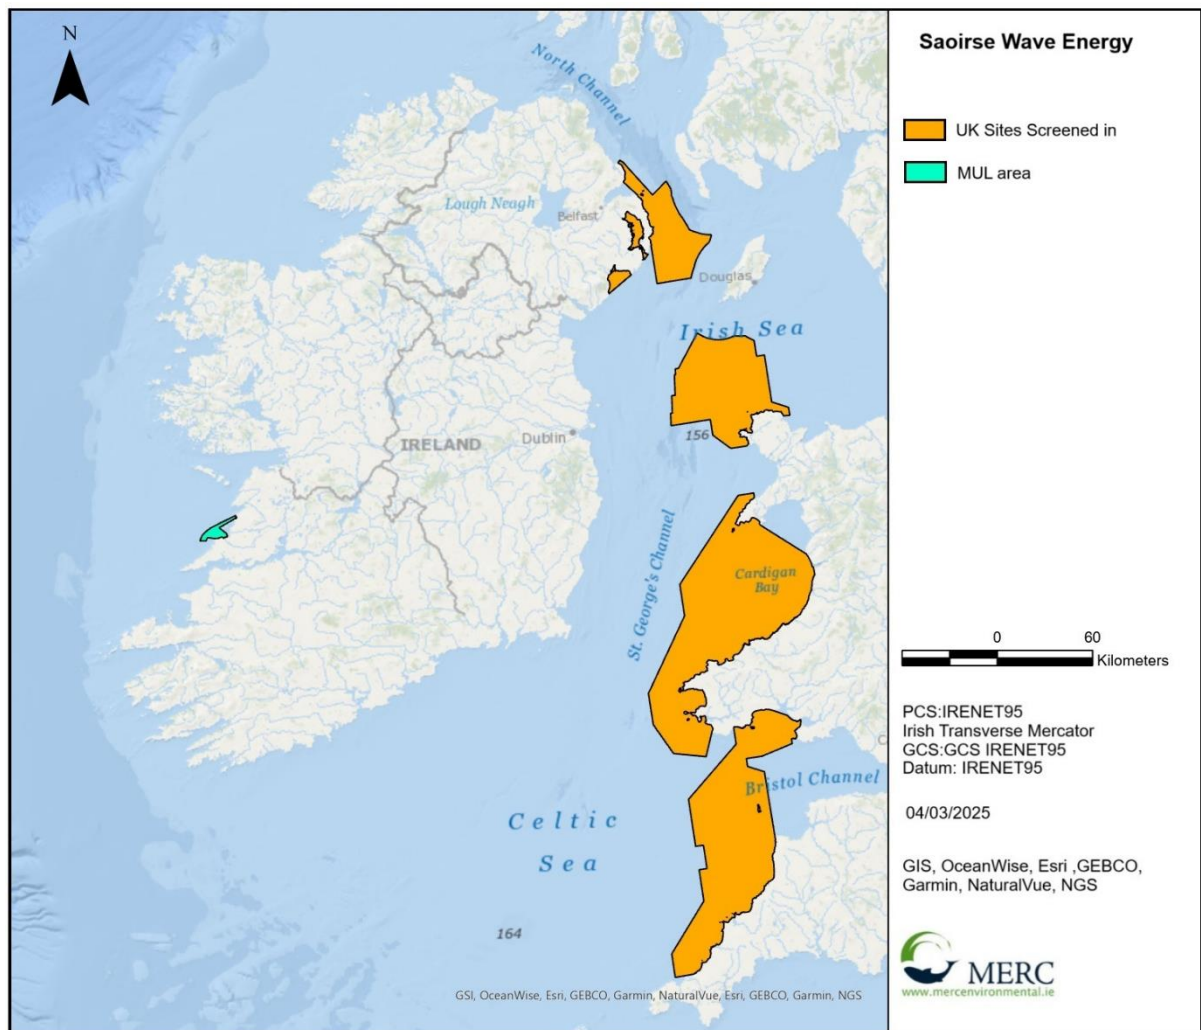 N
North Channel
Lough Neagh
Belfast
Douglas
Irish Sea
IRELAND
Dublin
156
St. George's Channel
Cardigan
Bay
Bristol Channel
Celtic
Sea
164
GSI, OceanWise, Esri, GEBCO, Garmin, NaturalVue, Esri, GEBCO, Garmin, NGS
Saoirse Wave Energy
UK Sites Screened in
MUL area
0 60
Kilometers
PCS:IRENET95
Irish Transverse Mercator
GCS:GCS IRENET95
Datum: IRENET95
04/03/2025
GIS, OceanWise, Esri ,GEBCO,
Garmin, NaturalVue, NGS
MERC
www.mercenvironmental.ie